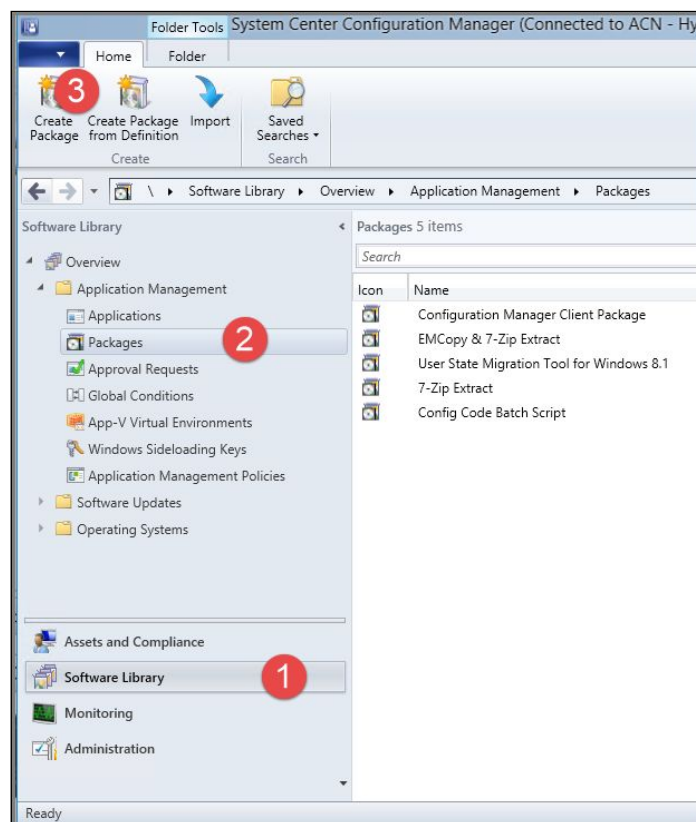 Folder Tools System Center Configuration Manager (Connected to ACN - Hy
Home Folder
3
Create Package
Create Package from Definition
Import
Saved Searches
Create
Search
\ Software Library Overview Application Management Packages
Software Library
Packages 5 items
Search
Overview
Application Management
Applications
Packages
2
Approval Requests
Global Conditions
App-V Virtual Environments
Windows Sideloading Keys
Application Management Policies
Software Updates
Operating Systems
Icon Name
Configuration Manager Client Package
EMCopy & 7-Zip Extract
User State Migration Tool for Windows 8.1
7-Zip Extract
Config Code Batch Script
Assets and Compliance
Software Library
1
Monitoring
Administration
Ready